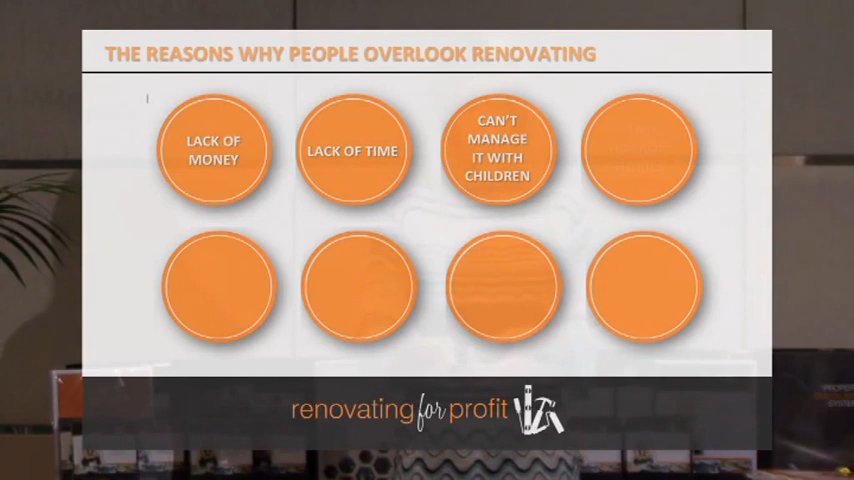 THE REASONS WHY PEOPLE OVERLOOK RENOVATING
LACK OF
MONEY
LACK OF TIME
CAN'T
MANAGE
IT WITH
CHILDREN
renovating for profit